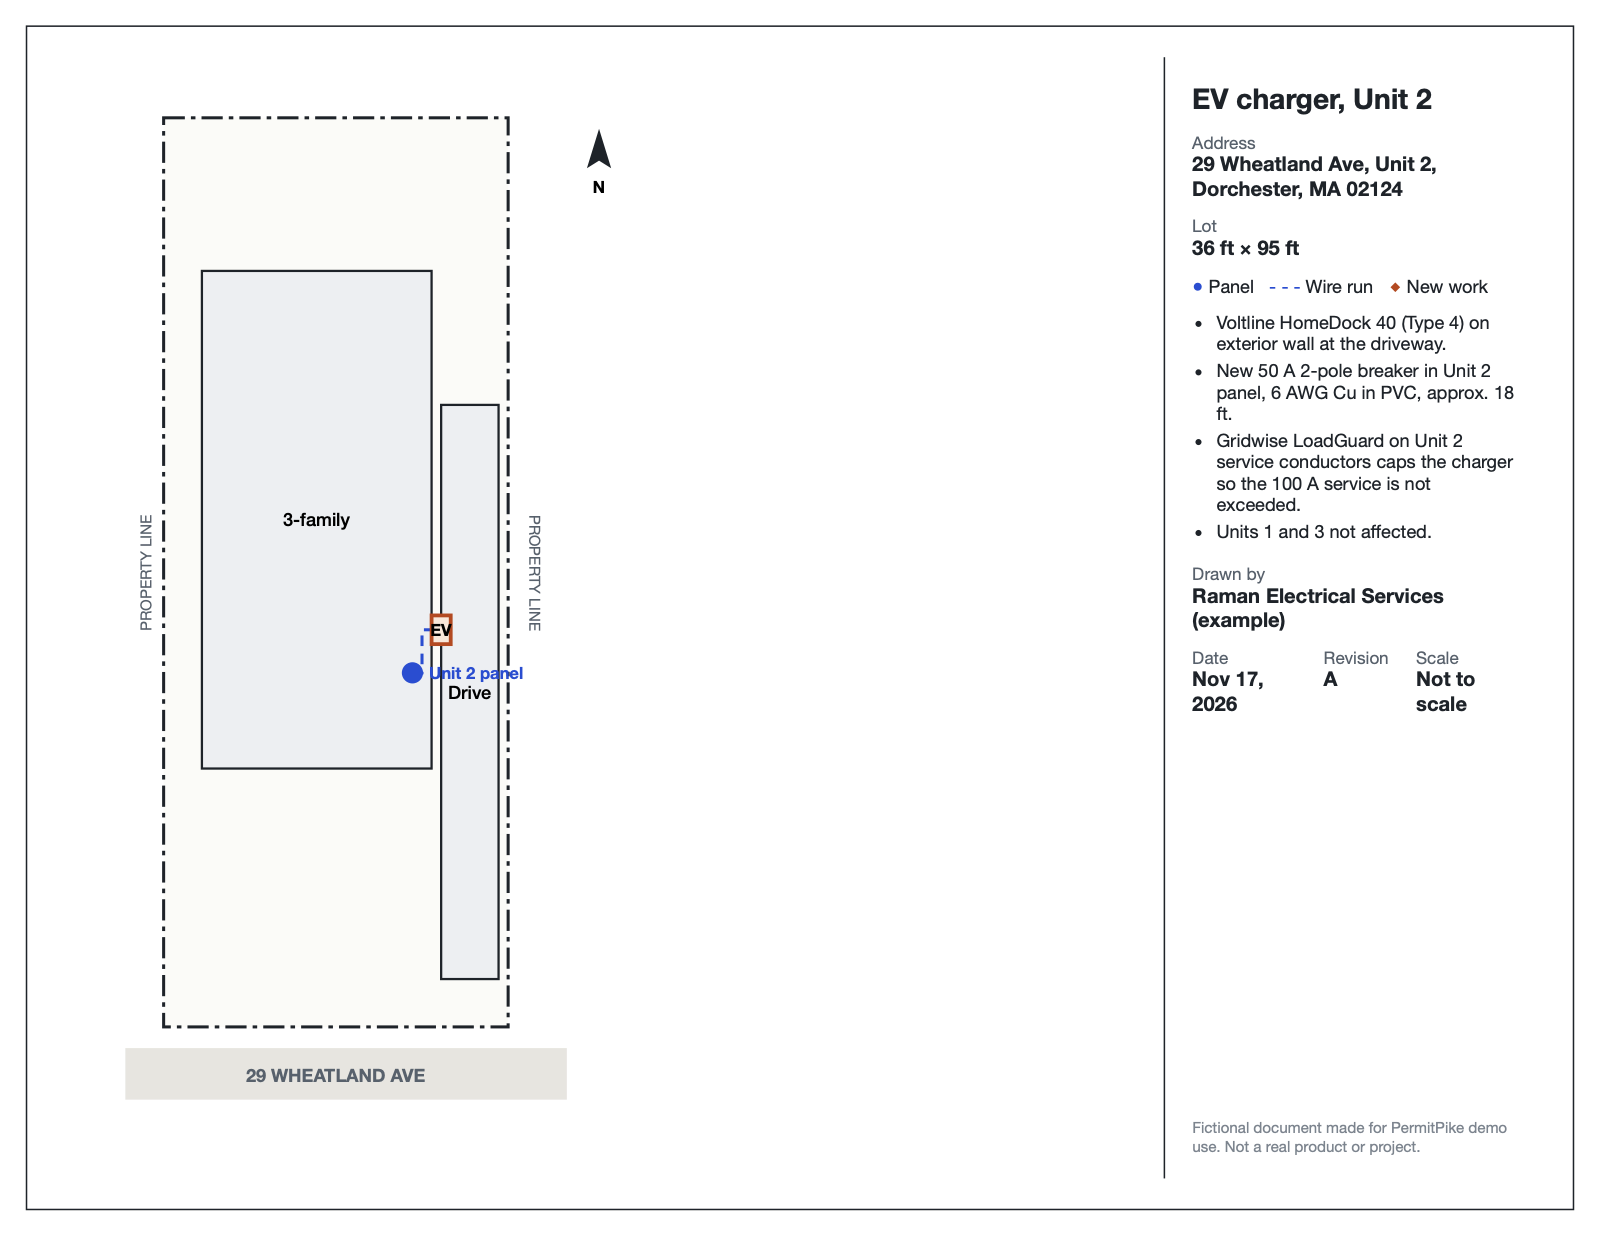 N
3-family
PROPERTY LINE
PROPERTY LINE
EV
Unit 2 panel
Drive
29 WHEATLAND AVE
EV charger, Unit 2
Address
29 Wheatland Ave, Unit 2,
Dorchester, MA 02124
Lot
36 ft × 95 ft
Panel Wire run New work
• Voltline HomeDock 40 (Type 4) on
exterior wall at the driveway.
• New 50 A 2-pole breaker in Unit 2
panel, 6 AWG Cu in PVC, approx. 18
ft.
• Gridwise LoadGuard on Unit 2
service conductors caps the charger
so the 100 A service is not
exceeded.
• Units 1 and 3 not affected.
Drawn by
Raman Electrical Services
(example)
Date Revision Scale
Nov 17, A Not to
2026 scale
Fictional document made for PermitPike demo
use. Not a real product or project.